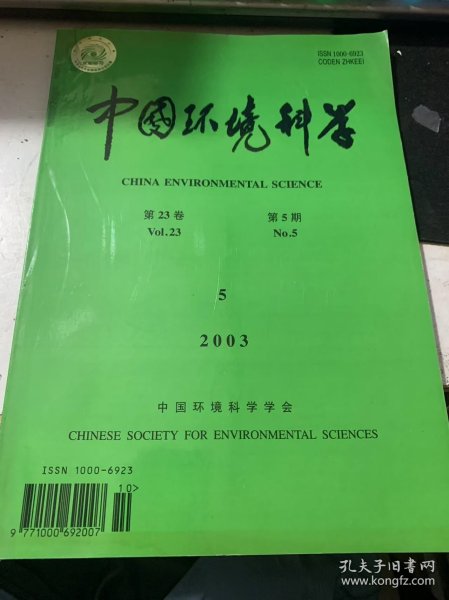 ISSN 1000-6923
CODEN ZHKEEI
中国环境科学
CHINA ENVIRONMENTAL SCIENCE
第 23 卷 第 5 期
Vol.23 No.5
5
2003
中国环境科学学会
CHINESE SOCIETY FOR ENVIRONMENTAL SCIENCES
ISSN 1000-6923
10>
9 771000 692007
孔夫子旧书网
www.kongfz.com